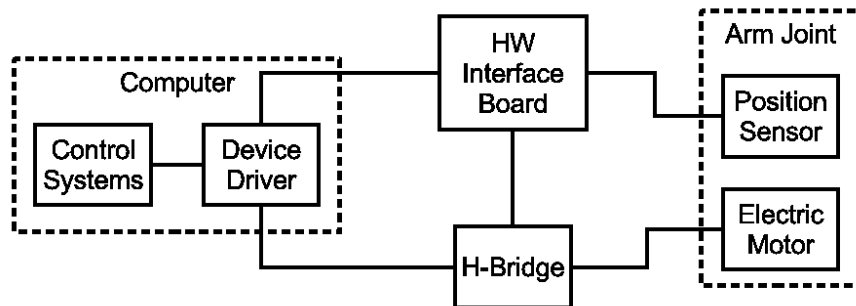 Computer
Control
Systems
Device
Driver
HW
Interface
Board
H-Bridge
Arm Joint
Position
Sensor
Electric
Motor